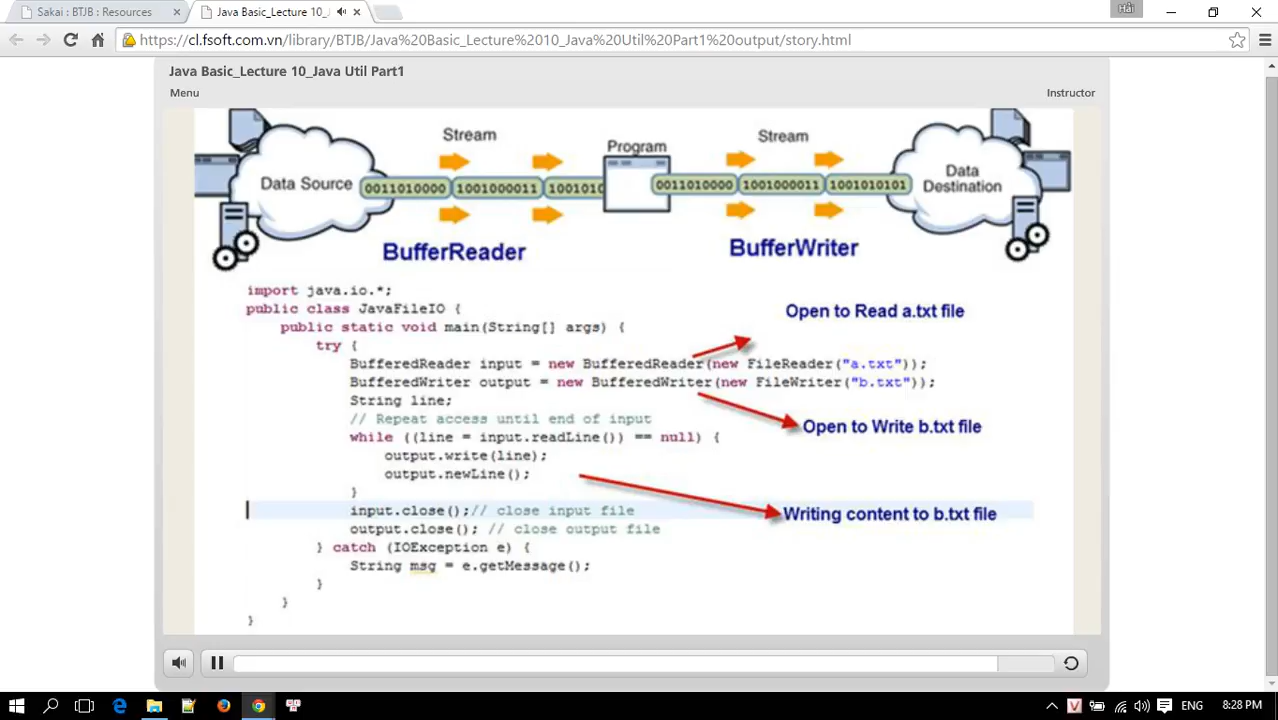 Sakai : BTJB : Resources
Java Basic_Lecture 10_J
Hải
https://cl.fsoft.com.vn/library/BTJB/Java%20Basic_Lecture%2010_Java%20Util%20Part1%20output/story.html
Java Basic_Lecture 10_Java Util Part1
Menu
Instructor
Stream
Stream
Program
Data Source
0011010000
1001000011
1001010
0011010000
1001000011
1001010101
Data
Destination
BufferReader
BufferWriter
import java.io.*;
public class JavaFileIO {
public static void main(String[] args) {
Open to Read a.txt file
try {
BufferedReader input = new BufferedReader(new FileReader("a.txt"));
BufferedWriter output = new BufferedWriter(new FileWriter("b.txt"));
String line;
// Repeat access until end of input
Open to Write b.txt file
while ((line = input.readLine()) == null) {
output.write(line);
output.newLine();
}
input.close();// close input file
Writing content to b.txt file
output.close(); // close output file
} catch (IOException e) {
String msg = e.getMessage();
}
}
}
ENG
8:28 PM